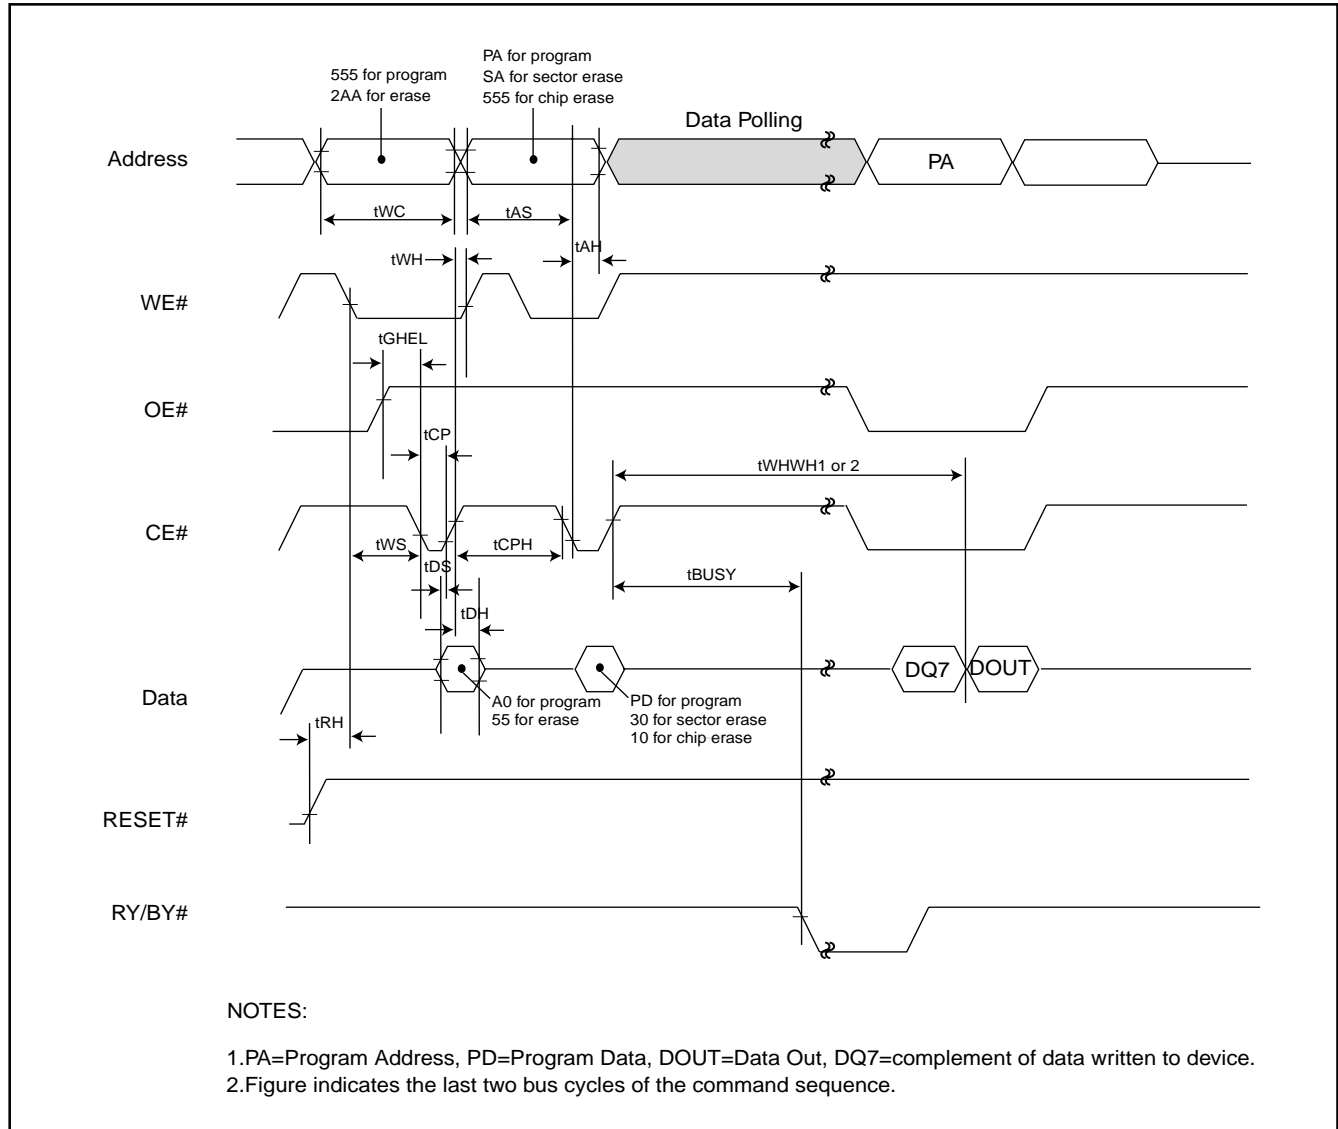 555 for program
2AA for erase
PA for program
SA for sector erase
555 for chip erase
Data Polling
Address
PA
tWC
tAS
tAH
tWH
WE#
tGHEL
OE#
tCP
tWHWH1 or 2
CE#
tWS
tCPH
tDS
tBUSY
tDH
DQ7
DOUT
Data
A0 for program
55 for erase
PD for program
30 for sector erase
10 for chip erase
tRH
RESET#
RY/BY#
NOTES:
1.PA=Program Address, PD=Program Data, DOUT=Data Out, DQ7=complement of data written to device.
2.Figure indicates the last two bus cycles of the command sequence.